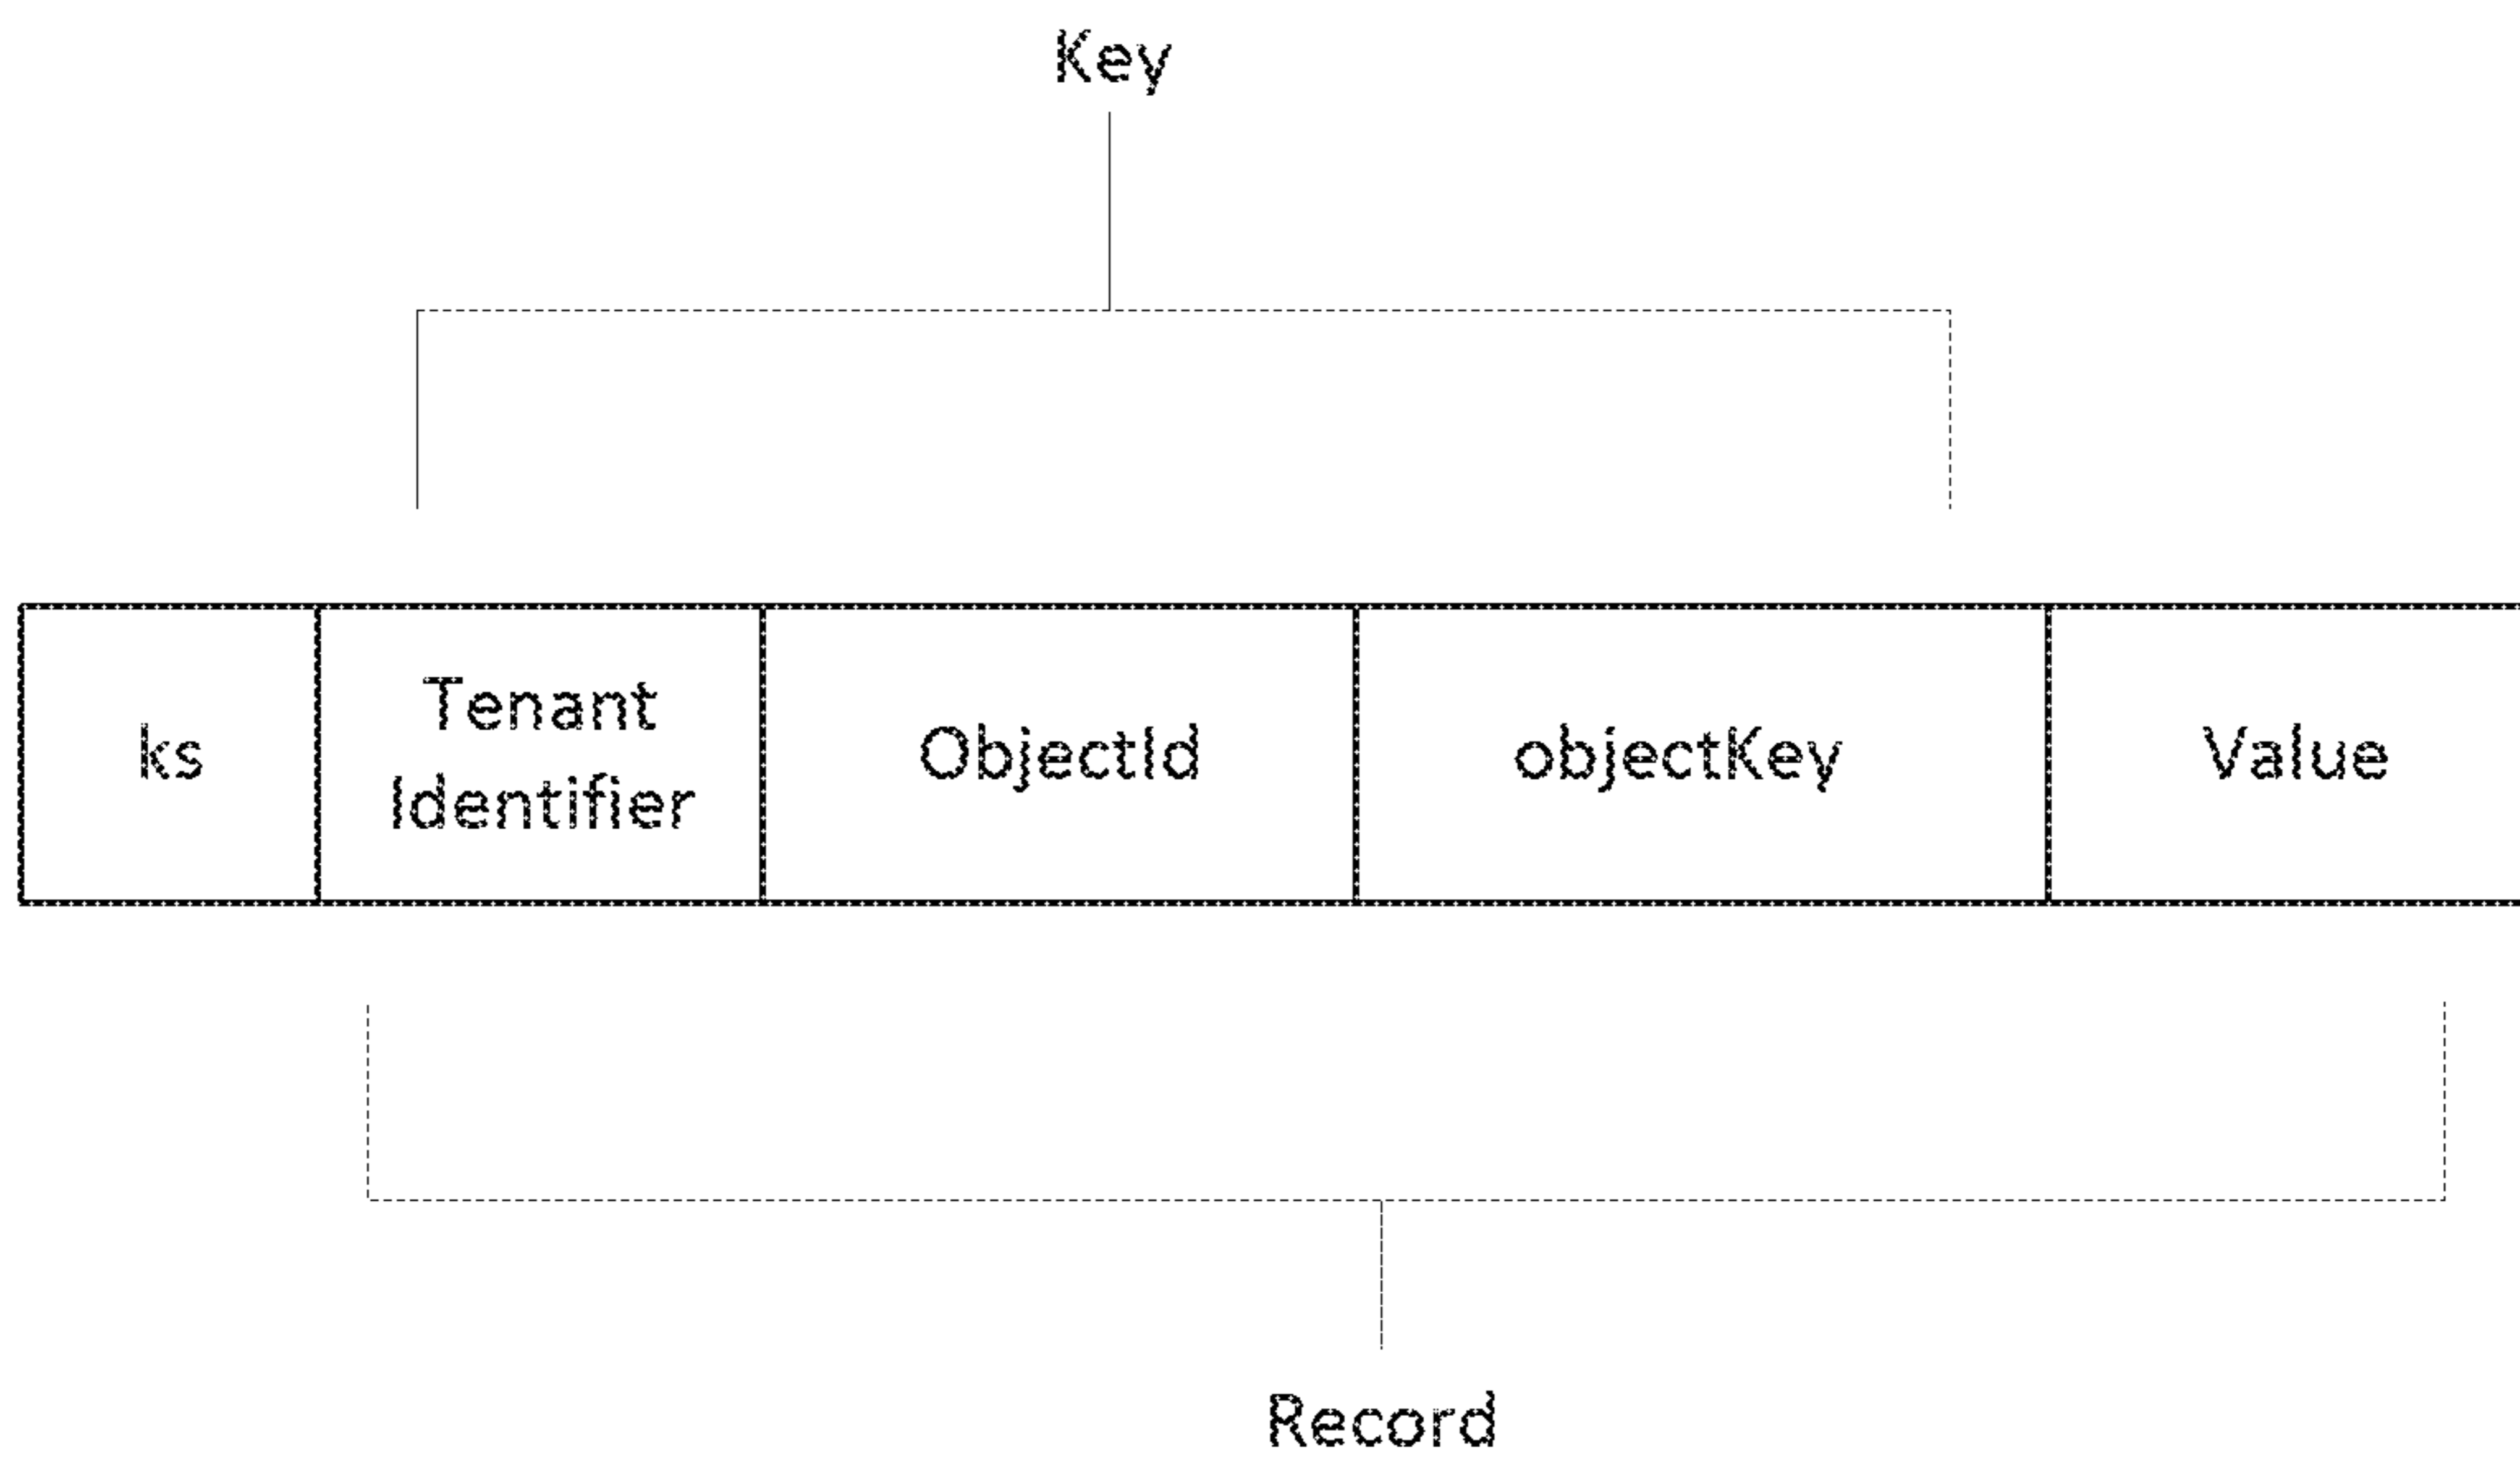 Key
ks
Tenant
Identifier
ObjectId
objectKey
Value
Record